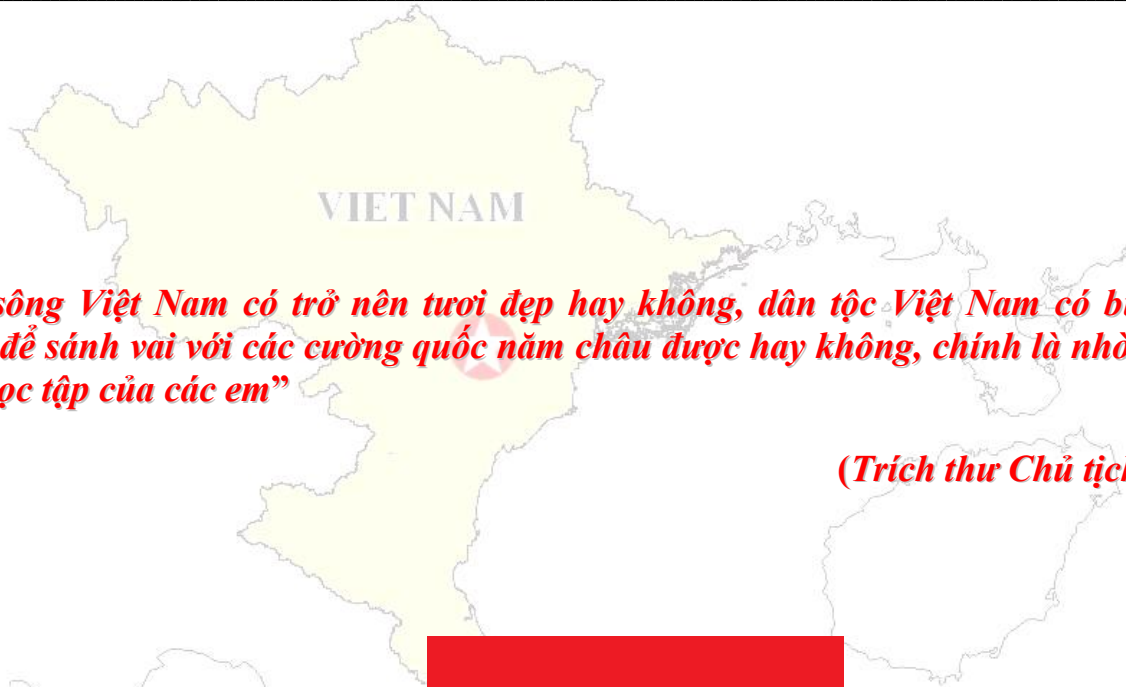 VIET NAM
sông Việt Nam có trở nên tươi đẹp hay không, dân tộc Việt Nam có
để sánh vai với các cường quốc năm châu được hay không, chính là nhờ
ọc tập của các em”
(Trích thư Chủ tịch